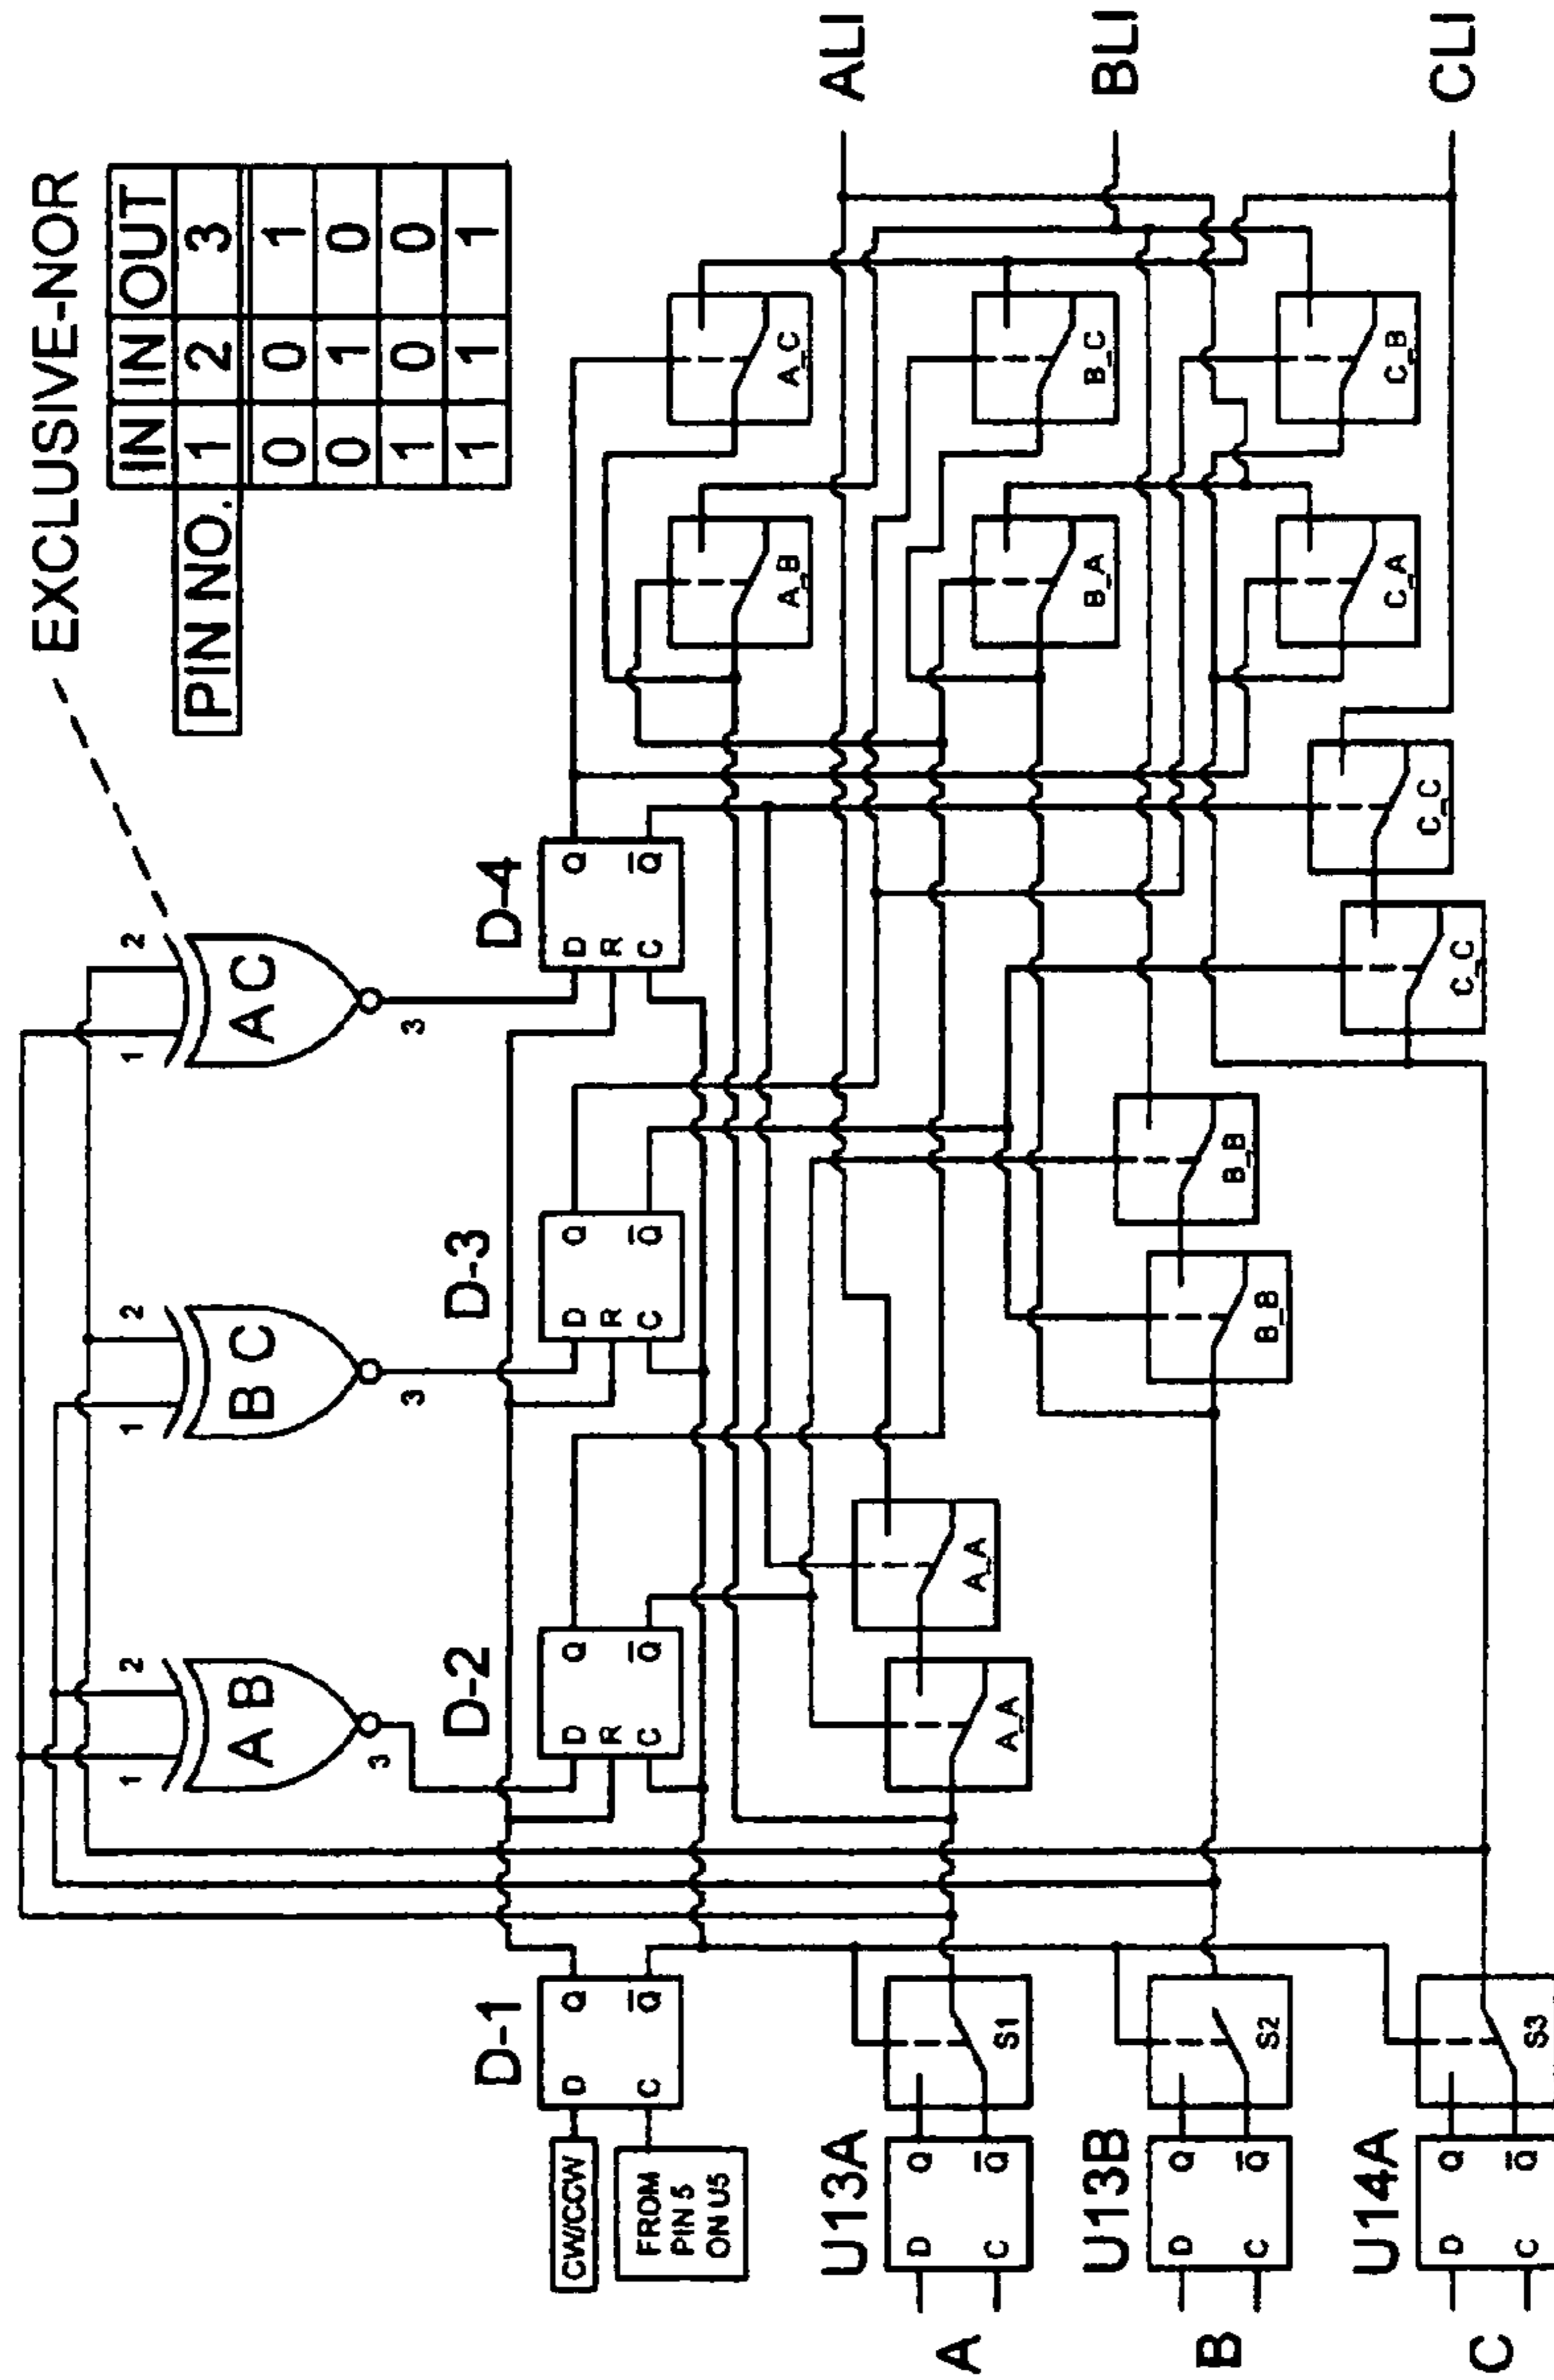 EXCLUSIVE-NOR
IN IN OUT
PIN NO. 1 2 3
0 0 1
0 1 0
1 0 0
1 1 1
1 2
A B
3
1 2
B C
3
1 2
A C
3
D-1
D Q
C Q̅
D-2
D Q
R
C Q̅
D-3
D Q
R
C Q̅
D-4
D Q
R
C Q̅
CW/CCW
FROM
PIN 5
ON U5
A_B
A_C
B_A
B_C
C_A
C_B
A_A
A_A
B_B
B_B
C_C
C_C
ALI
BLI
CLI
U13A
A
D Q
C Q̅
S1
U13B
B
D Q
C Q̅
S2
U14A
C
D Q
C Q̅
S3